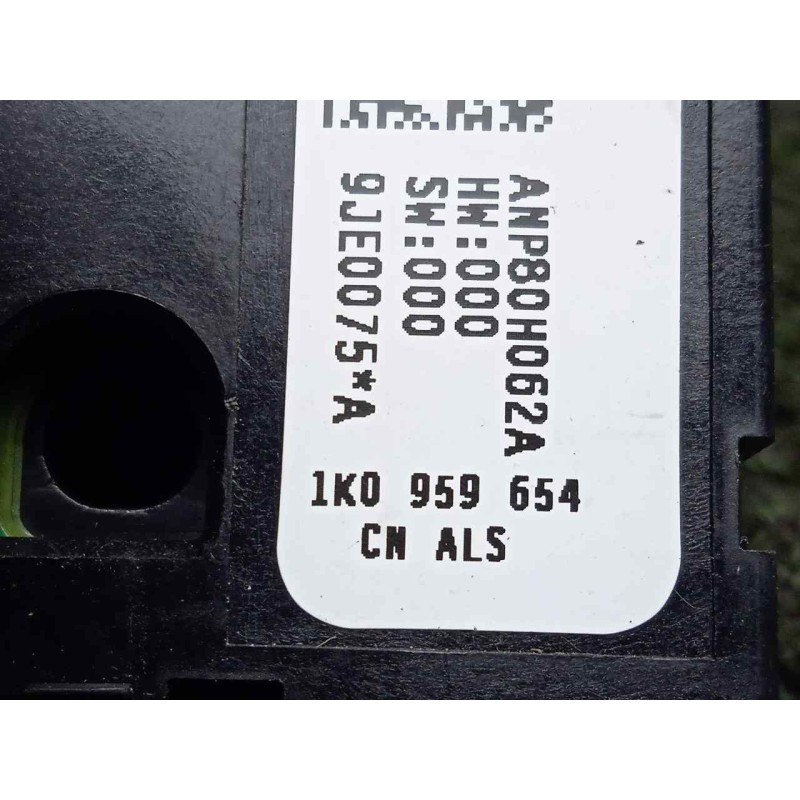 ANP80H062A
HW:000
SW:000
9JE0075*A
1K0 959 654
CN ALS